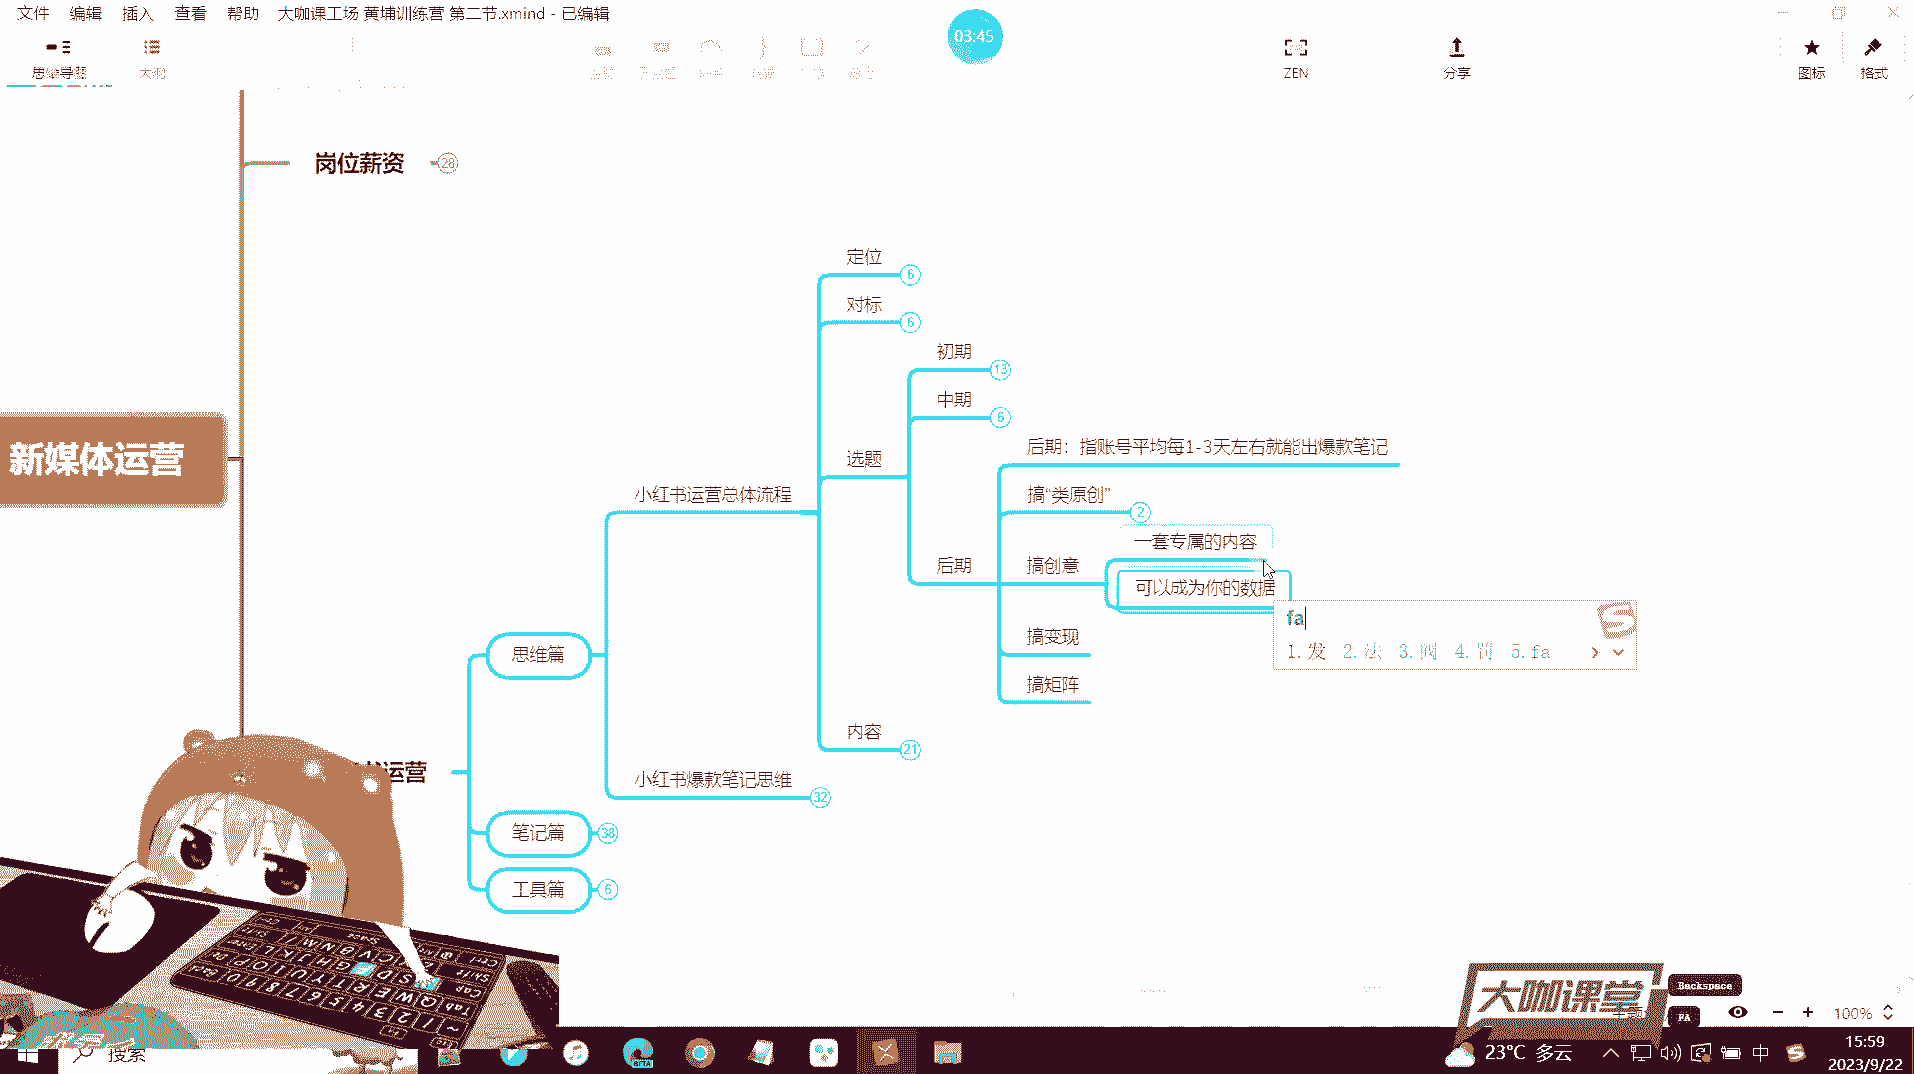 文件 编辑 插入 查看 帮助 大咖课工场 黄埔训练营 第二节.xmind - 已编辑
03:45
思维导图
大纲
ZEN
分享
图标
格式
岗位薪资
28
定位
6
对标
6
初期
13
中期
6
后期：指账号平均每1-3天左右就能出爆款笔记
选题
小红书运营总体流程
搞“类原创”
2
一套专属的内容
后期
搞创意
可以成为你的数据
fa
1.发 2.法 3.阀 4.罚 5.fa
搞变现
搞矩阵
新媒体运营
思维篇
内容
21
书运营
小红书爆款笔记思维
32
笔记篇
38
工具篇
6
大咖课堂
Backspace
FA
100%
搜索
BETA
23°C 多云
中
15:59
2023/9/22